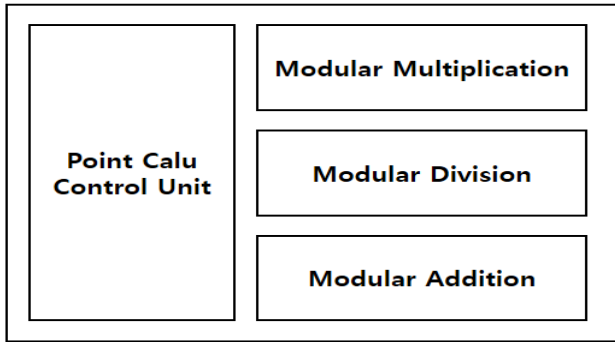 Point Calu
Control Unit
Modular Multiplication
Modular Division
Modular Addition